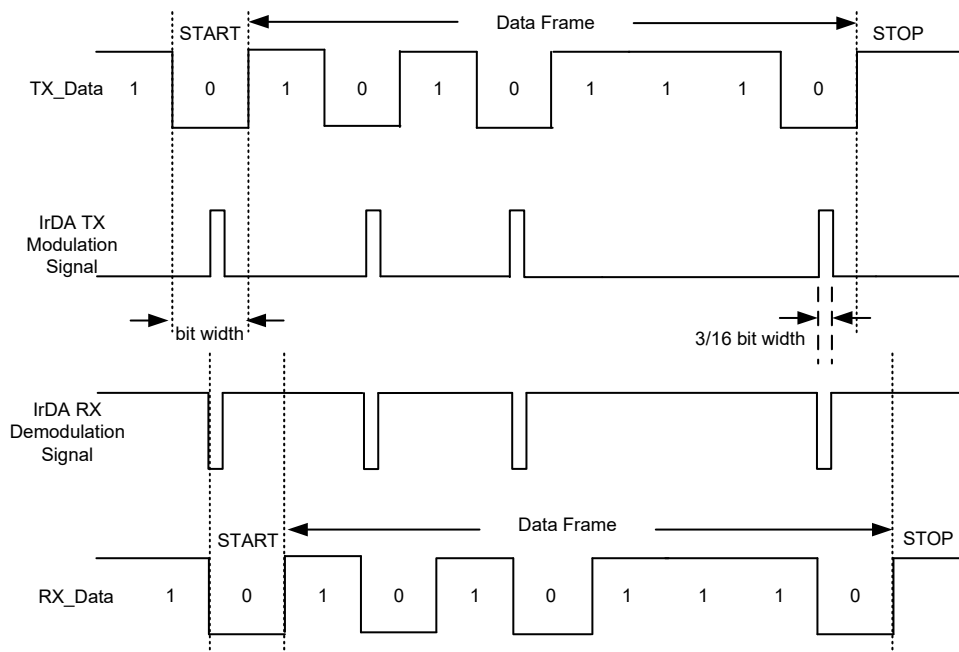 START
Data Frame
STOP
TX_Data
1 0 1 0 1 0 1 1 1 0
IrDA TX
Modulation
Signal
bit width
3/16 bit width
IrDA RX
Demodulation
Signal
START
Data Frame
STOP
RX_Data
1 0 1 0 1 0 1 1 1 0